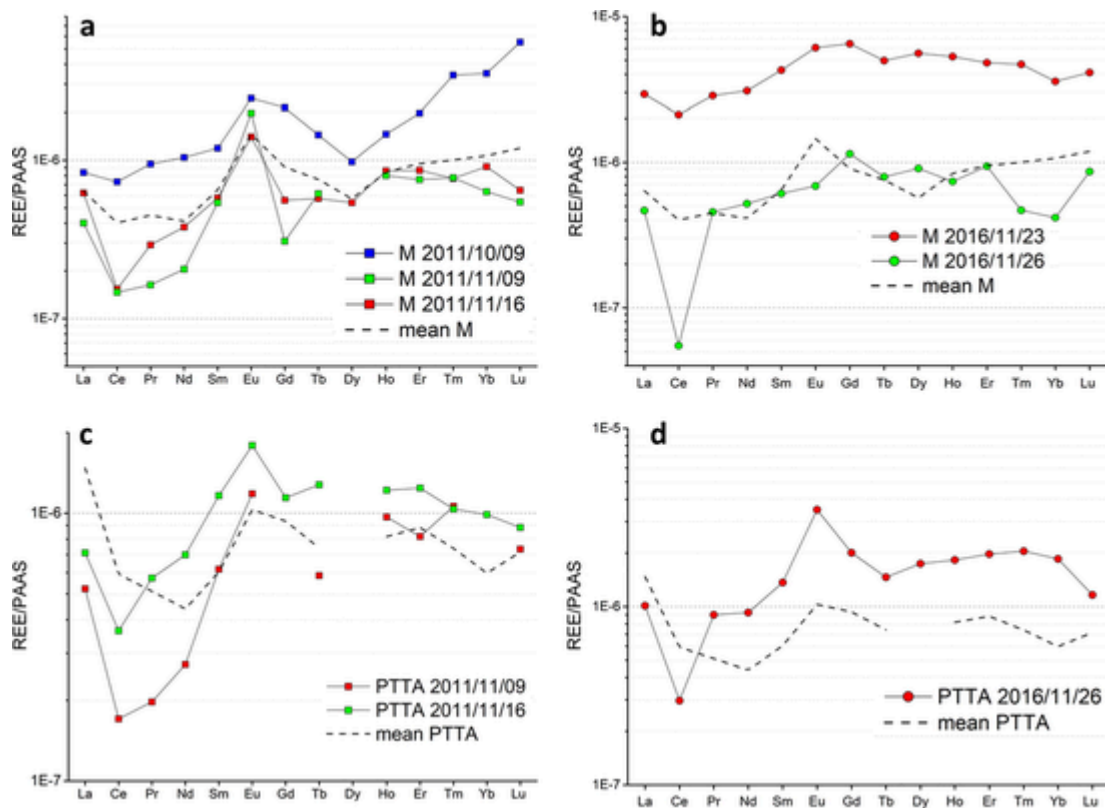 a
REE/PAAS
1E-6
1E-7
M 2011/10/09
M 2011/11/09
M 2011/11/16
mean M
La Ce Pr Nd Sm Eu Gd Tb Dy Ho Er Tm Yb Lu
b
REE/PAAS
1E-5
1E-6
1E-7
M 2016/11/23
M 2016/11/26
mean M
La Ce Pr Nd Sm Eu Gd Tb Dy Ho Er Tm Yb Lu
c
REE/PAAS
1E-6
1E-7
PTTA 2011/11/09
PTTA 2011/11/16
mean PTTA
La Ce Pr Nd Sm Eu Gd Tb Dy Ho Er Tm Yb Lu
d
REE/PAAS
1E-5
1E-6
1E-7
PTTA 2016/11/26
mean PTTA
La Ce Pr Nd Sm Eu Gd Tb Dy Ho Er Tm Yb Lu